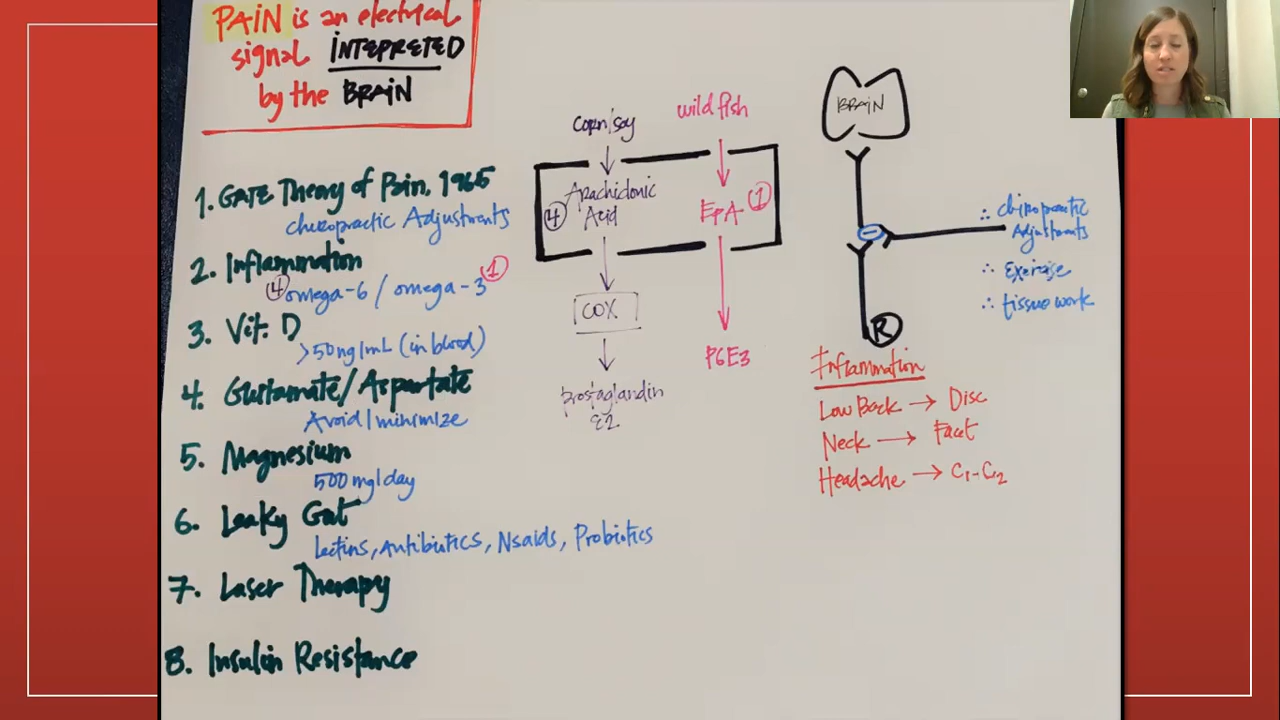 PAIN is an electrical
signal INTEPRETED
by the BRAIN
1. GATE Theory of Pain, 1965
chiropractic Adjustments
2. Inflammation
④ omega-6 / omega-3 ①
3. Vit. D
>50ng/mL (in blood)
4. Glutamate/Aspartate
Avoid/minimize
5. Magnesium
500 mg/day
6. Leaky Gut
Lectins, Antibiotics, Nsaids, Probiotics
7. Laser Therapy
8. Insulin Resistance
corn/soy
Arachidonic
④ Acid
COX
prostaglandin
E2
wild fish
EPA ①
PGE3
BRAIN
−
∴ chiropractic
Adjustments
∴ Exercise
∴ tissue work
R
Inflammation
Low Back → Disc
Neck → Facet
Headache → C1-C2